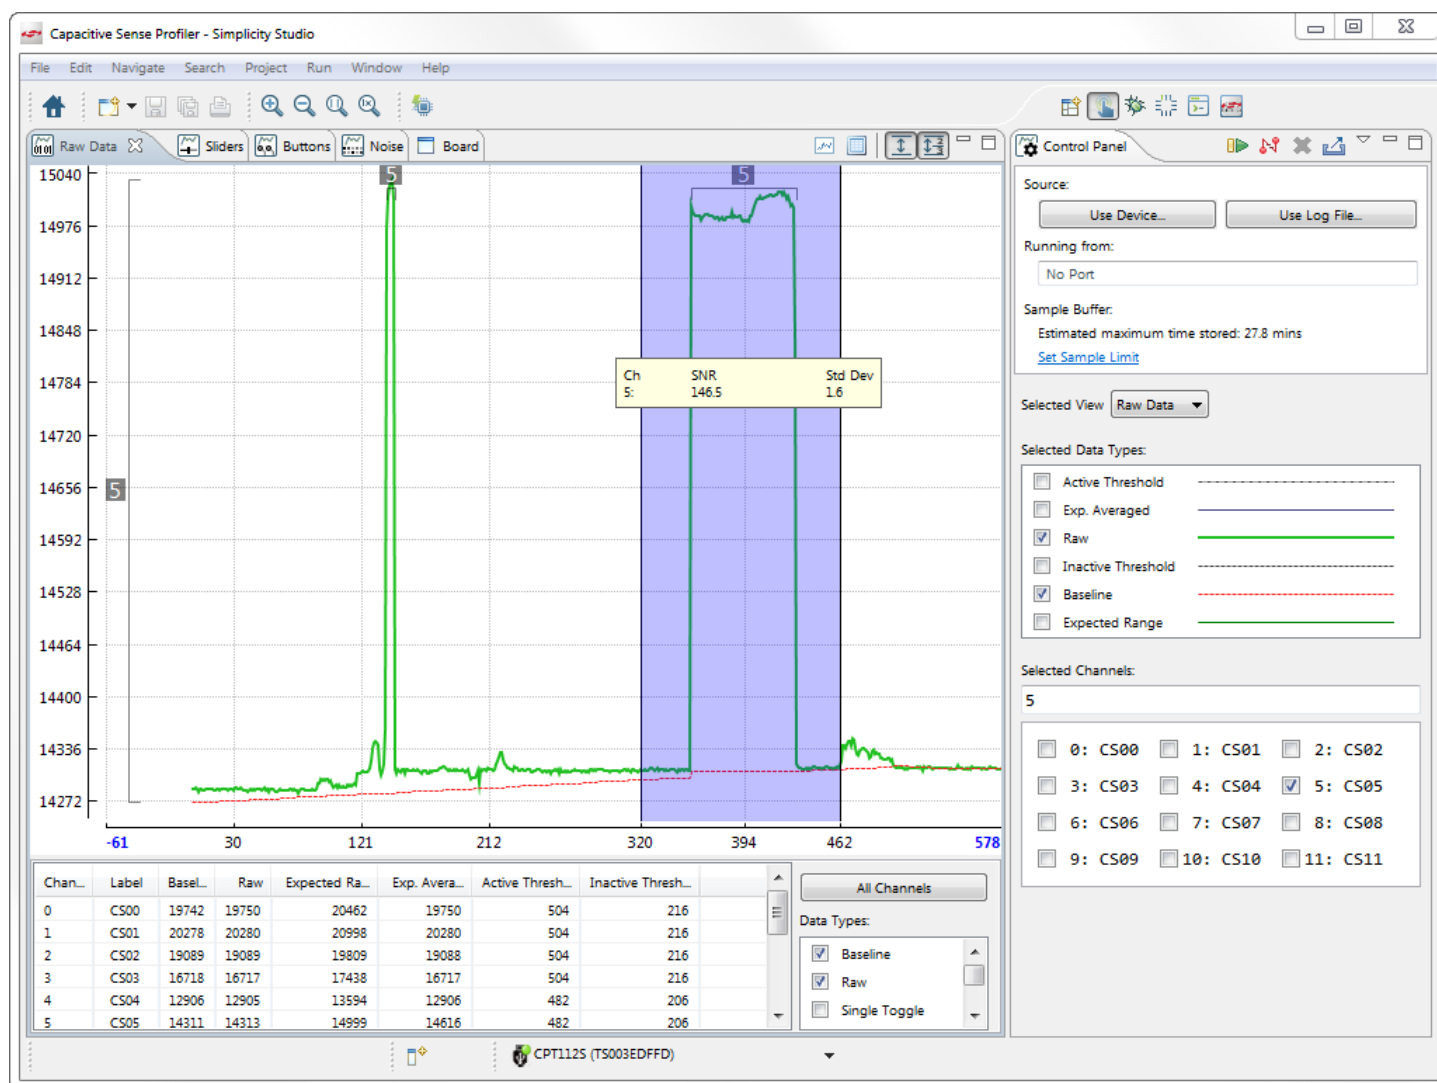 Capacitive Sense Profiler - Simplicity Studio
File Edit Navigate Search Project Run Window Help
Raw Data Sliders Buttons Noise Board
15040
14976
14912
14848
14784
14720
14656
14592
14528
14464
14400
14336
14272
5
5
5
Ch SNR Std Dev
5: 146.5 1.6
-61 30 121 212 320 394 462 578
Chan... Label Basel... Raw Expected Ra... Exp. Avera... Active Thresh... Inactive Thresh...
0 CS00 19742 19750 20462 19750 504 216
1 CS01 20278 20280 20998 20280 504 216
2 CS02 19089 19089 19809 19088 504 216
3 CS03 16718 16717 17438 16717 504 216
4 CS04 12906 12905 13594 12906 482 206
5 CS05 14311 14313 14999 14616 482 206
All Channels
Data Types:
Baseline
Raw
Single Toggle
Control Panel
Source:
Use Device... Use Log File...
Running from:
No Port
Sample Buffer:
Estimated maximum time stored: 27.8 mins
Set Sample Limit
Selected View Raw Data
Selected Data Types:
Active Threshold
Exp. Averaged
Raw
Inactive Threshold
Baseline
Expected Range
Selected Channels:
5
0: CS00 1: CS01 2: CS02
3: CS03 4: CS04 5: CS05
6: CS06 7: CS07 8: CS08
9: CS09 10: CS10 11: CS11
CPT112S (TS003EDFFD)